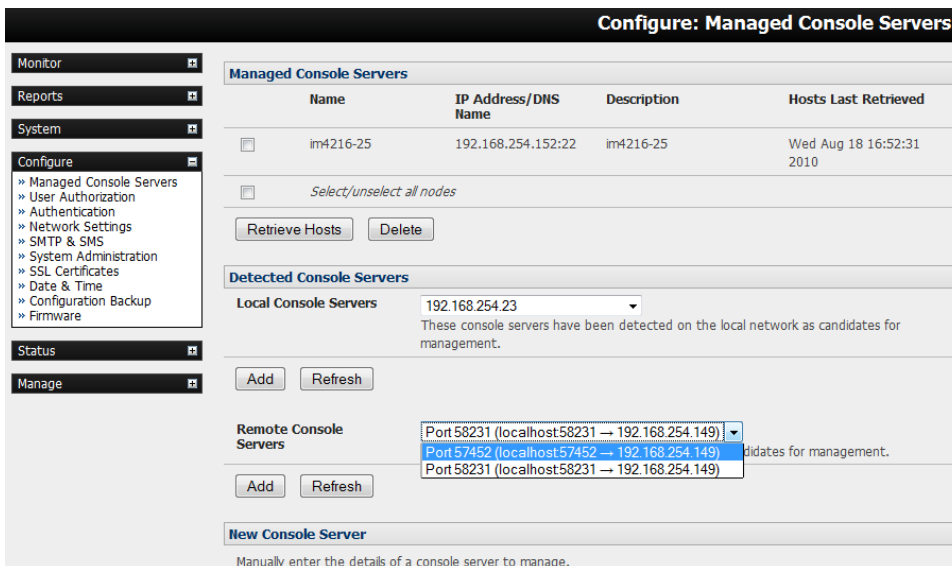 Configure: Managed Console Servers
Monitor
Reports
System
Configure
» Managed Console Servers
» User Authorization
» Authentication
» Network Settings
» SMTP & SMS
» System Administration
» SSL Certificates
» Date & Time
» Configuration Backup
» Firmware
Status
Manage
Managed Console Servers
Name IP Address/DNS Name Description Hosts Last Retrieved
im4216-25 192.168.254.152:22 im4216-25 Wed Aug 18 16:52:31 2010
Select/unselect all nodes
Retrieve Hosts Delete
Detected Console Servers
Local Console Servers 192.168.254.23
These console servers have been detected on the local network as candidates for
management.
Add Refresh
Remote Console Servers Port 58231 (localhost:58231 → 192.168.254.149)
Port 57452 (localhost:57452 → 192.168.254.149) didates for management.
Port 58231 (localhost:58231 → 192.168.254.149)
Add Refresh
New Console Server
Manually enter the details of a console server to manage.